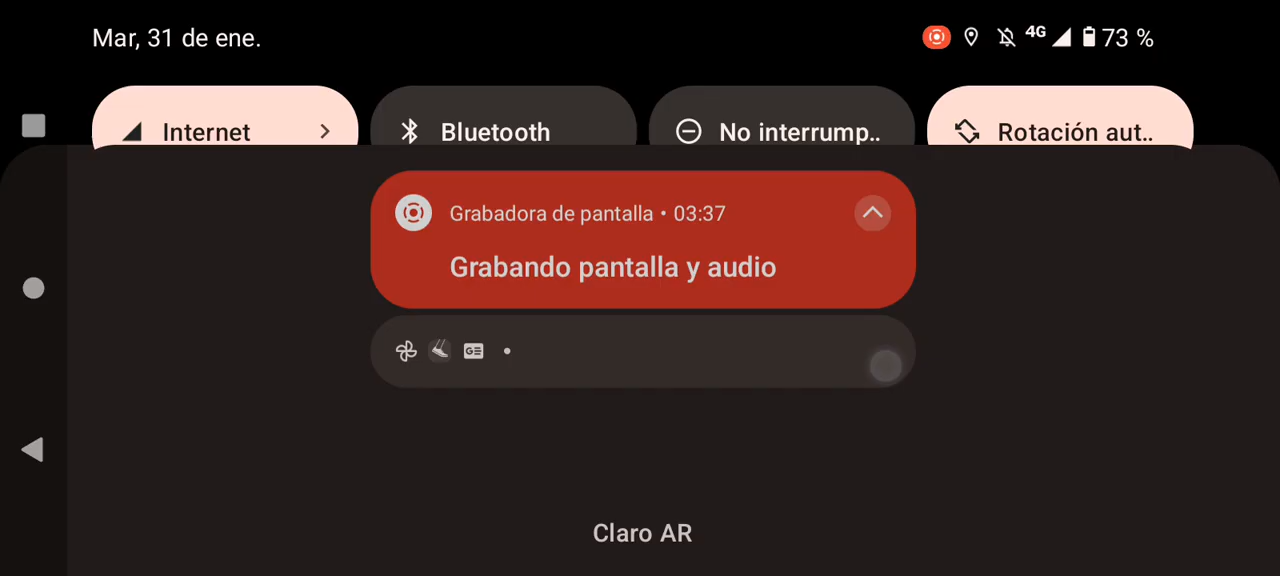 Mar, 31 de ene.
4G 73 %
Internet
Bluetooth
No interrump..
Rotación aut..
Grabadora de pantalla • 03:37
Grabando pantalla y audio
GE
Claro AR